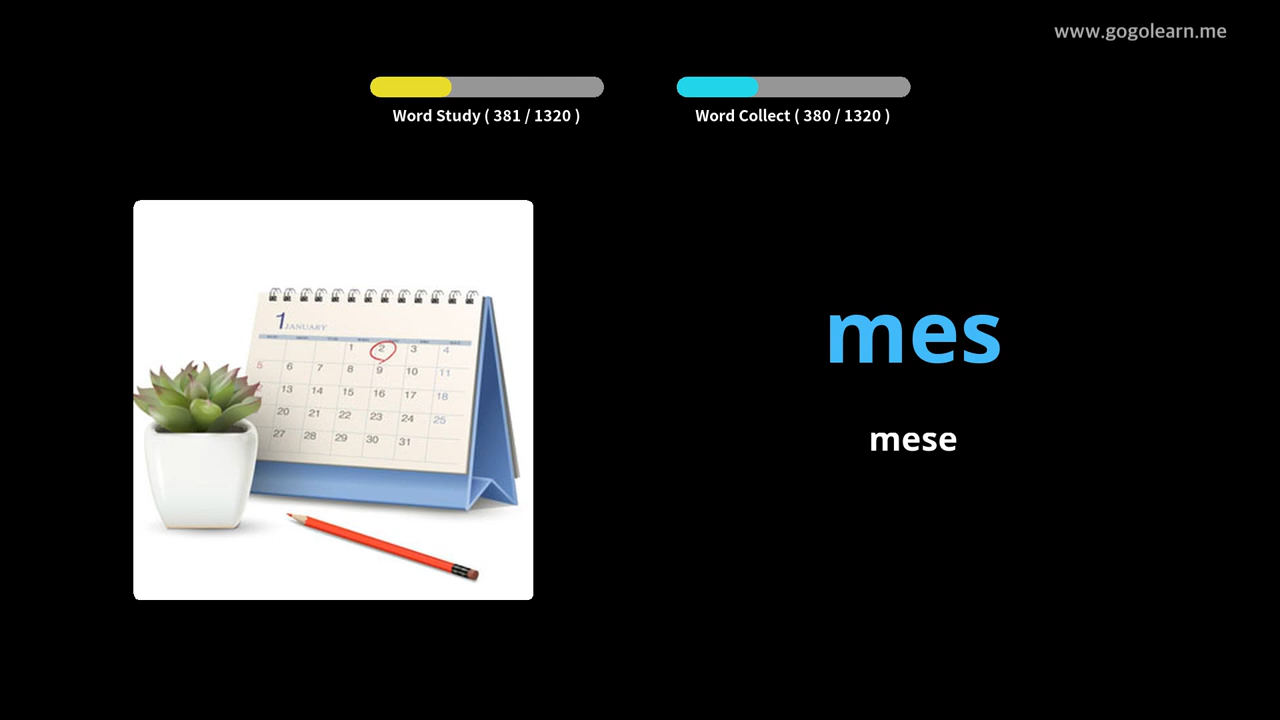 www.gogolearn.me
Word Study ( 381 / 1320 )
Word Collect ( 380 / 1320 )
1 JANUARY
1 2 3 4
5 6 7 8 9 10 11
13 14 15 16 17 18
20 21 22 23 24 25
27 28 29 30 31
mes
mese